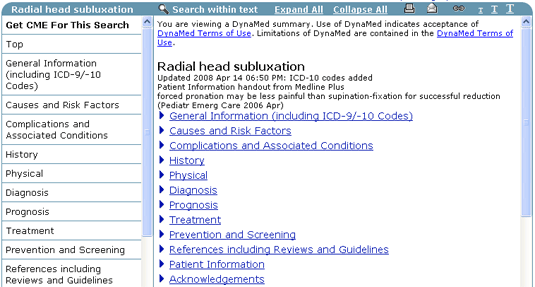 Radial head subluxation
Search within text Expand All Collapse All T T T
Get CME For This Search
Top
General Information
(including ICD-9/-10
Codes)
Causes and Risk Factors
Complications and
Associated Conditions
History
Physical
Diagnosis
Prognosis
Treatment
Prevention and Screening
References including
Reviews and Guidelines
You are viewing a DynaMed summary. Use of DynaMed indicates acceptance of
DynaMed Terms of Use. Limitations of DynaMed are contained in the DynaMed Terms of
Use.
Radial head subluxation
Updated 2008 Apr 14 06:50 PM: ICD-10 codes added
Patient Information handout from Medline Plus
forced pronation may be less painful than supination-fixation for successful reduction
(Pediatr Emerg Care 2006 Apr)
General Information (including ICD-9/-10 Codes)
Causes and Risk Factors
Complications and Associated Conditions
History
Physical
Diagnosis
Prognosis
Treatment
Prevention and Screening
References including Reviews and Guidelines
Patient Information
Acknowledgements